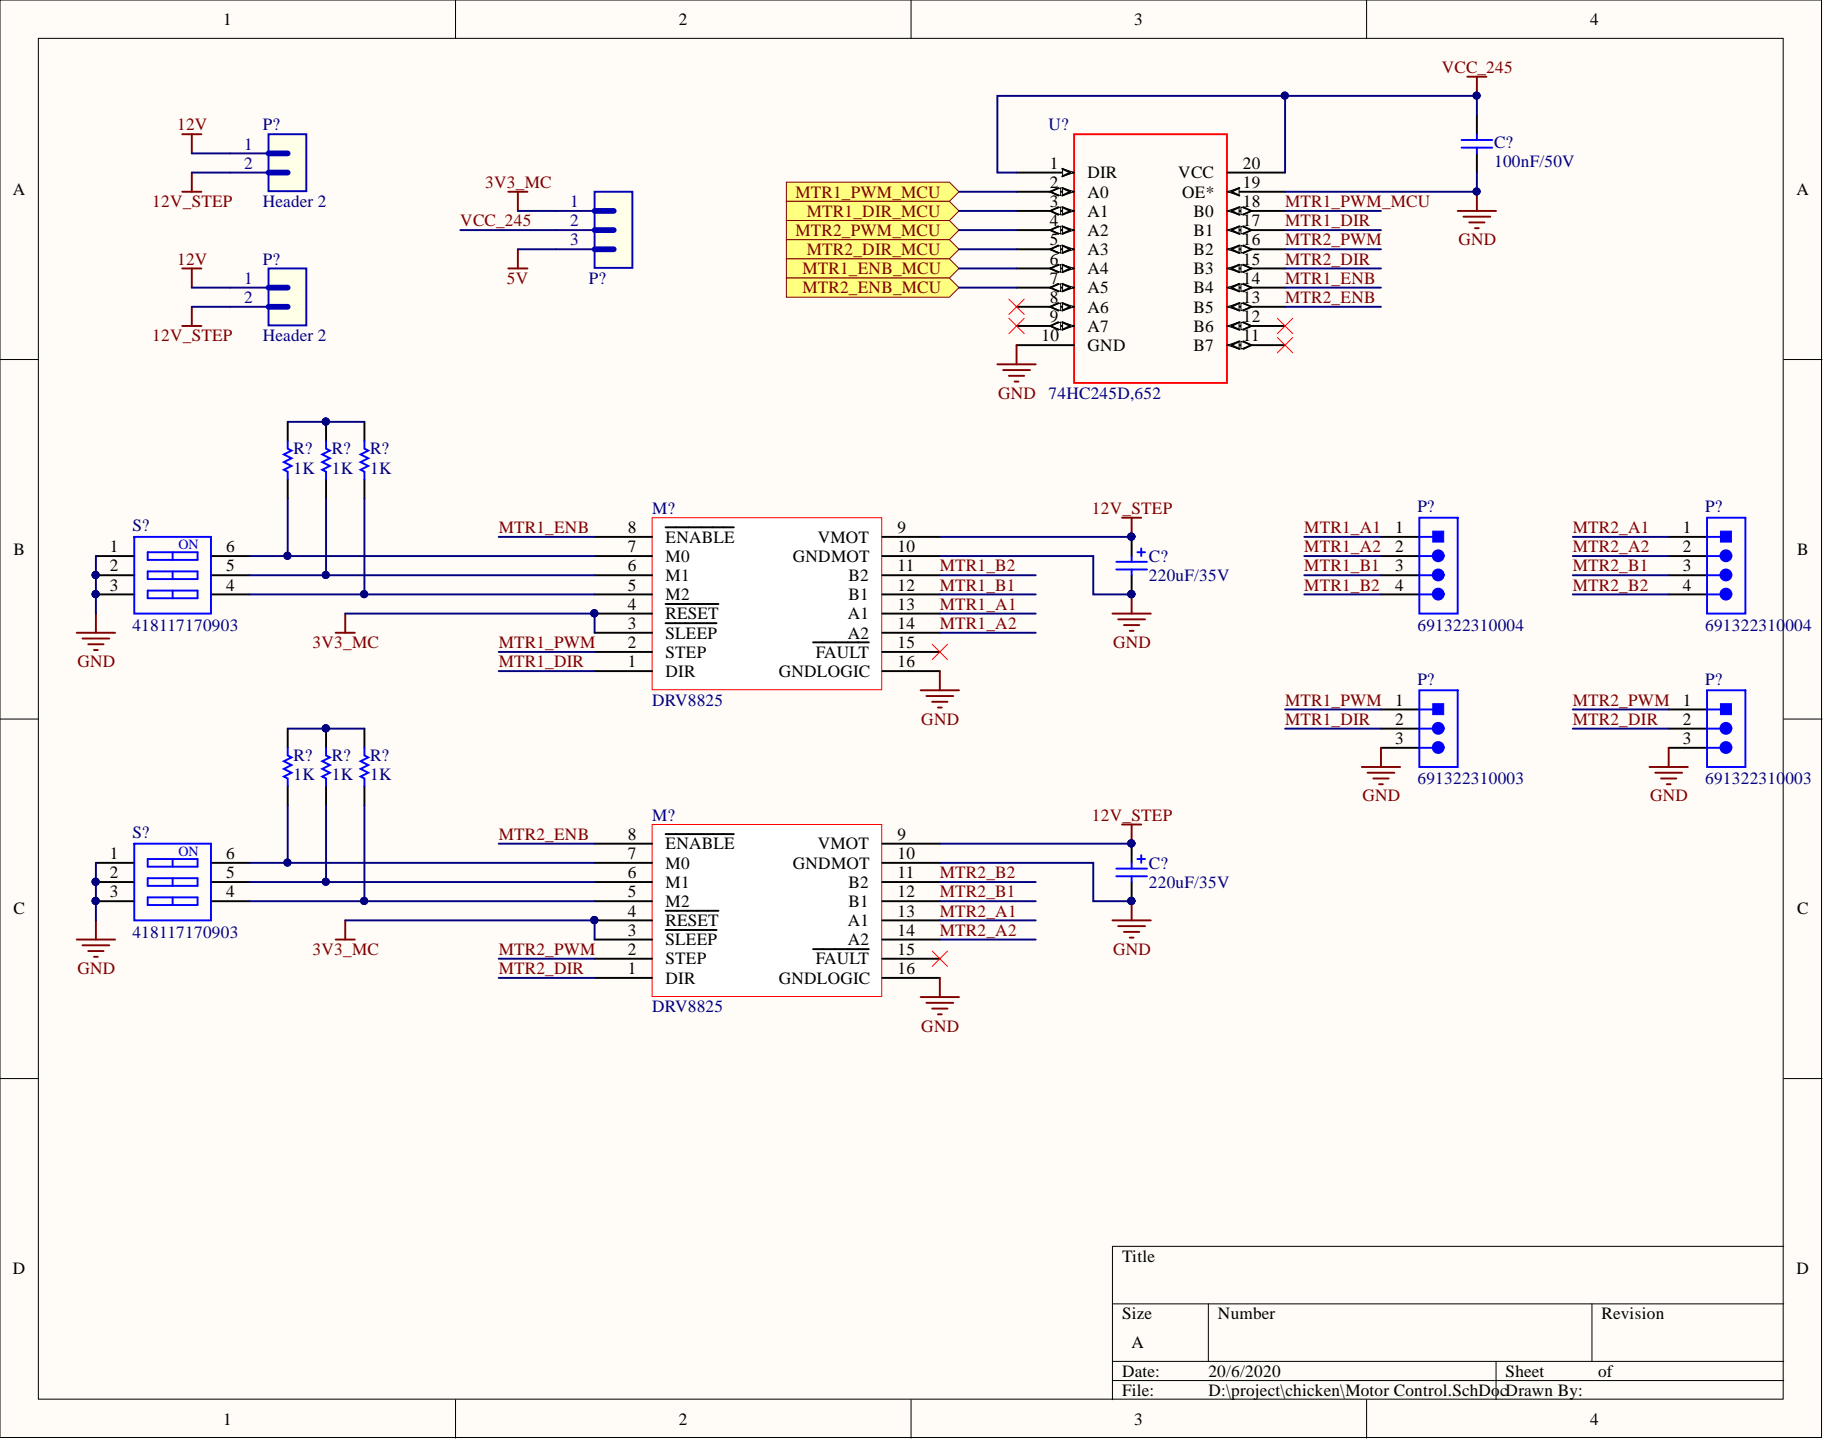 1 2 3 4
A A
B B
C C
D D
1 2 3 4
12V
P?
1
2
12V_STEP
Header 2
12V
P?
1
2
12V_STEP
Header 2
3V3_MC
VCC_245
5V
1
2
3
P?
VCC_245
C?
100nF/50V
GND
U?
MTR1_PWM_MCU
MTR1_DIR_MCU
MTR2_PWM_MCU
MTR2_DIR_MCU
MTR1_ENB_MCU
MTR2_ENB_MCU
1 DIR VCC 20
2 A0 OE* 19
3 A1 B0 18 MTR1_PWM_MCU
4 A2 B1 17 MTR1_DIR
5 A3 B2 16 MTR2_PWM
6 A4 B3 15 MTR2_DIR
7 A5 B4 14 MTR1_ENB
8 A6 B5 13 MTR2_ENB
9 A7 B6 12
10 GND B7 11
GND 74HC245D,652
R? R? R?
1K 1K 1K
S?
ON
1 6
2 5
3 4
418117170903
GND
3V3_MC
M?
MTR1_ENB 8 ENABLE VMOT 9
7 M0 GNDMOT 10
6 M1 B2 11 MTR1_B2
5 M2 B1 12 MTR1_B1
4 RESET A1 13 MTR1_A1
3 SLEEP A2 14 MTR1_A2
MTR1_PWM 2 STEP FAULT 15
MTR1_DIR 1 DIR GNDLOGIC 16
DRV8825
GND
12V_STEP
+ C?
220uF/35V
GND
P?
MTR1_A1 1
MTR1_A2 2
MTR1_B1 3
MTR1_B2 4
691322310004
P?
MTR2_A1 1
MTR2_A2 2
MTR2_B1 3
MTR2_B2 4
691322310004
P?
MTR1_PWM 1
MTR1_DIR 2
3
GND
691322310003
P?
MTR2_PWM 1
MTR2_DIR 2
3
GND
691322310003
R? R? R?
1K 1K 1K
S?
ON
1 6
2 5
3 4
418117170903
GND
3V3_MC
M?
MTR2_ENB 8 ENABLE VMOT 9
7 M0 GNDMOT 10
6 M1 B2 11 MTR2_B2
5 M2 B1 12 MTR2_B1
4 RESET A1 13 MTR2_A1
3 SLEEP A2 14 MTR2_A2
MTR2_PWM 2 STEP FAULT 15
MTR2_DIR 1 DIR GNDLOGIC 16
DRV8825
GND
12V_STEP
+ C?
220uF/35V
GND
Title
Size Number Revision
A
Date: 20/6/2020 Sheet of
File: D:\project\chicken\Motor Control.SchDoc Drawn By: